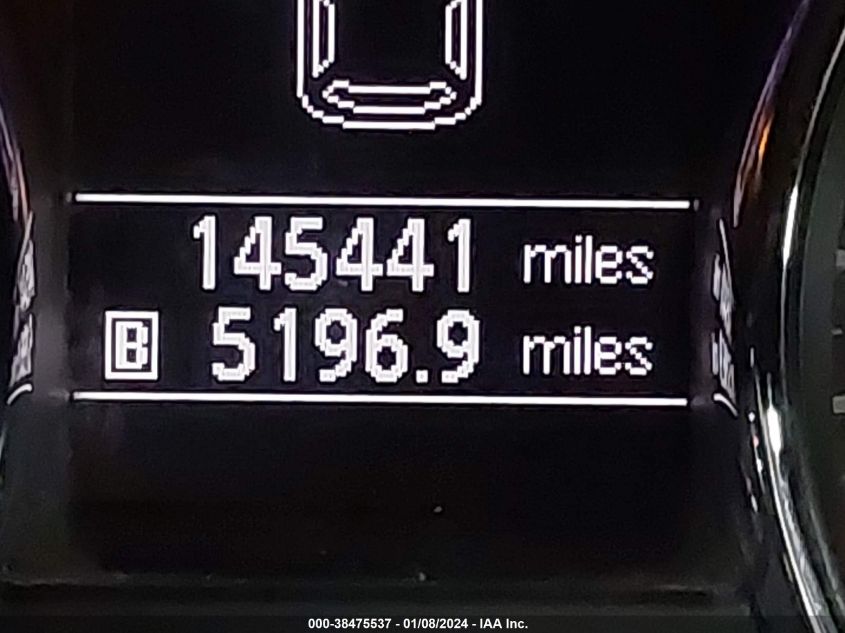 145441 miles
B 5196.9 miles
000-38475537 - 01/08/2024 - IAA Inc.